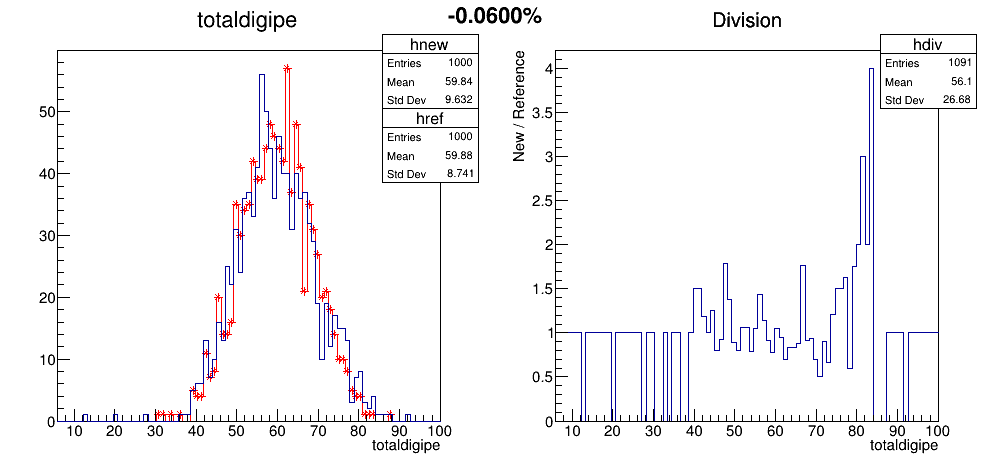 -0.0600%
totaldigipe
hnew
Entries 1000
Mean 59.84
Std Dev 9.632
href
Entries 1000
Mean 59.88
Std Dev 8.741
50
40
30
20
10
0
10 20 30 40 50 60 70 80 90 100
totaldigipe
Division
hdiv
Entries 1091
Mean 56.1
Std Dev 26.68
New / Reference
4
3.5
3
2.5
2
1.5
1
0.5
0
10 20 30 40 50 60 70 80 90 100
totaldigipe